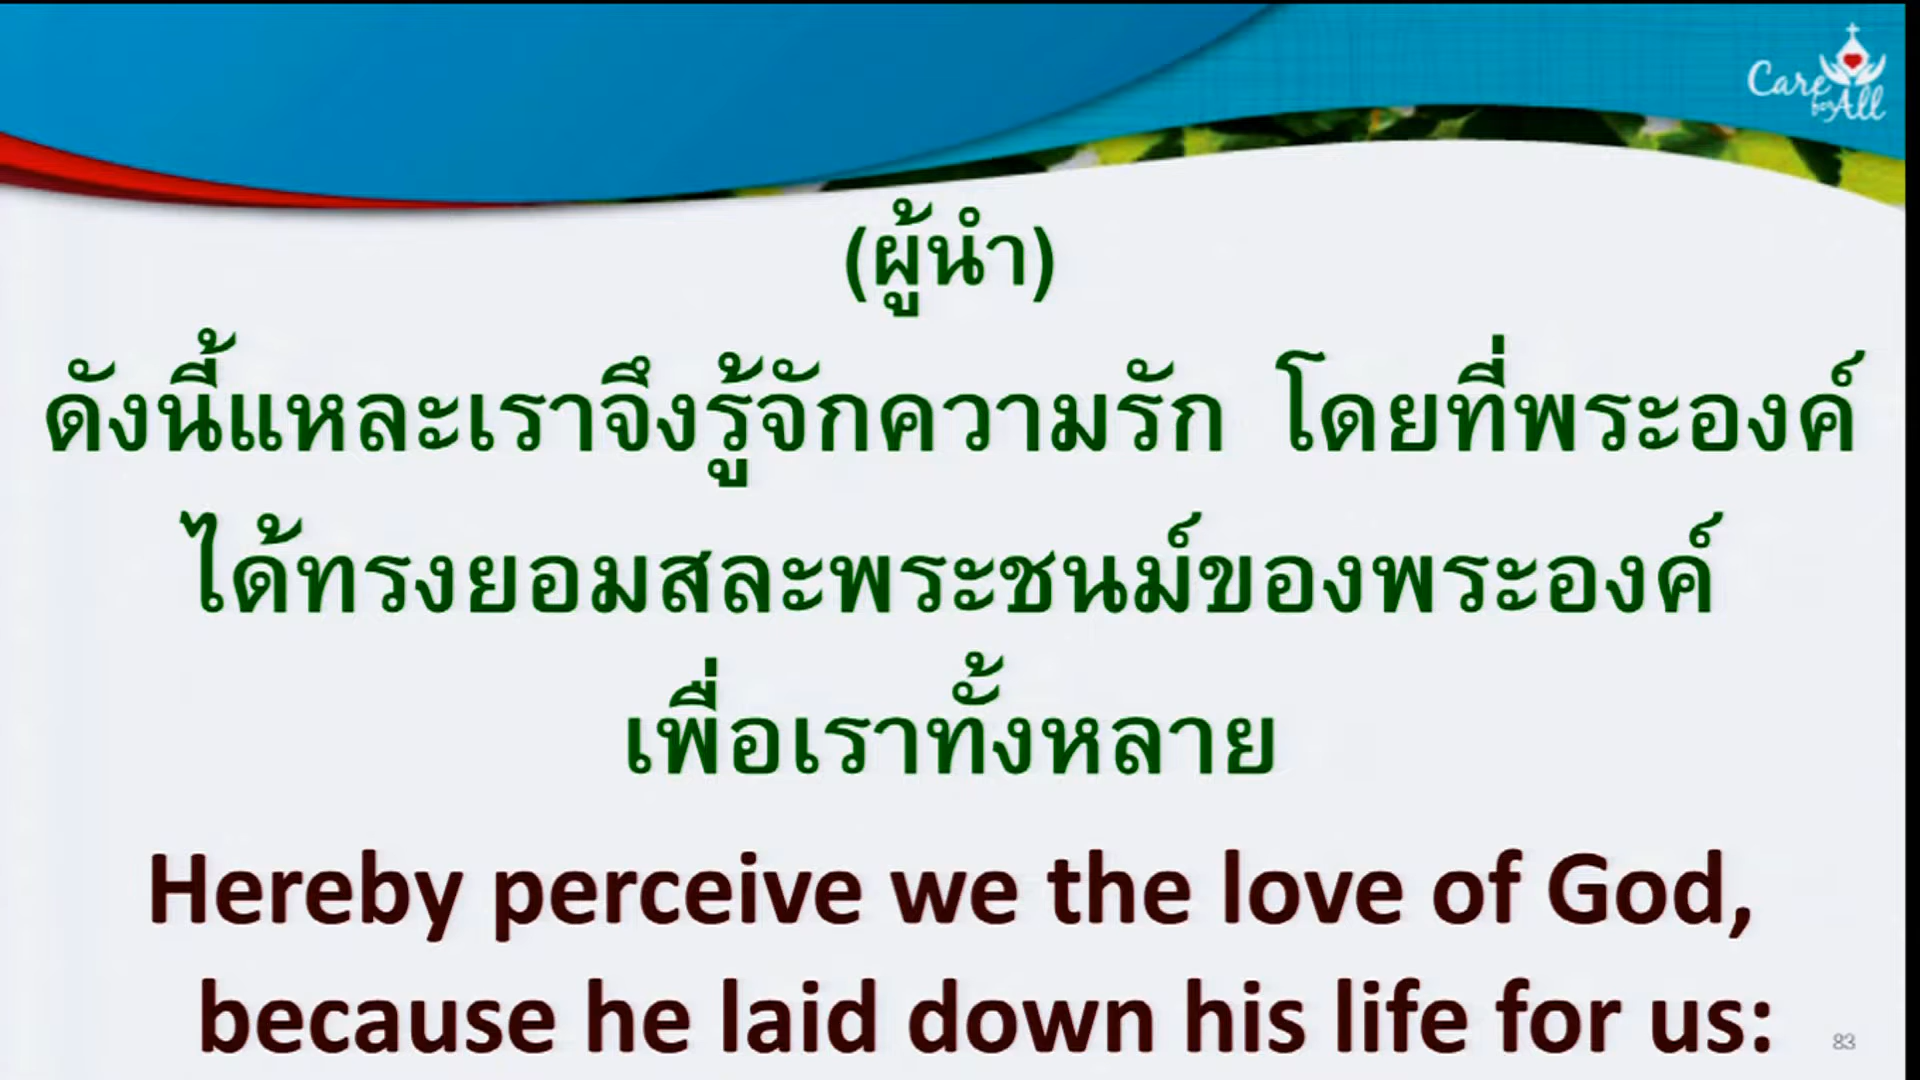 Care
for All
(ผู้นำ)
ดังนี้แหละเราจึงรู้จักความรัก โดยที่พระองค์
ได้ทรงยอมสละพระชนม์ของพระองค์
เพื่อเราทั้งหลาย
Hereby perceive we the love of God,
because he laid down his life for us:
83